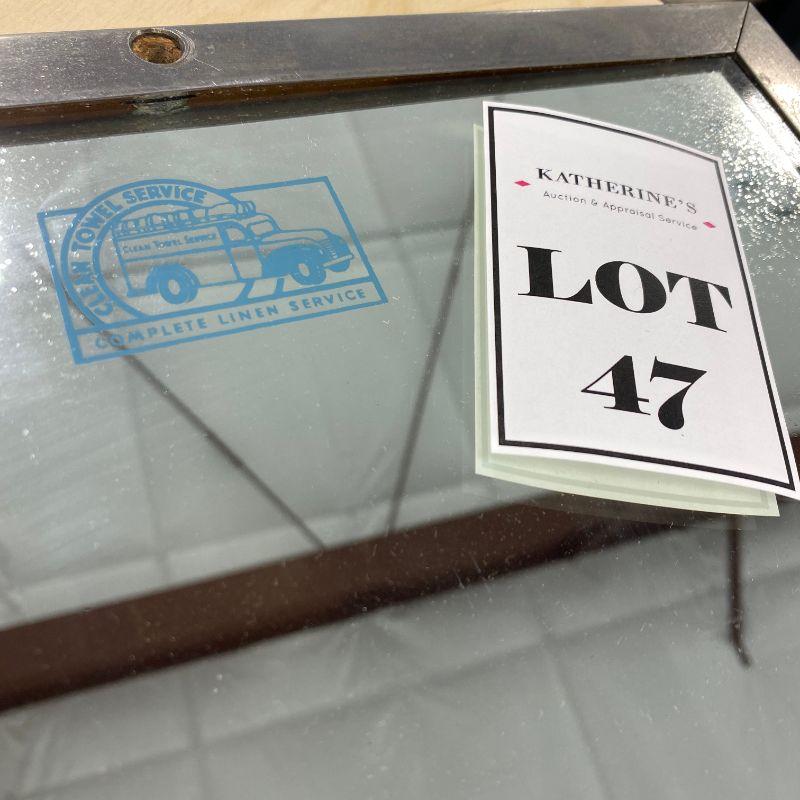 CLEAN TOWEL SERVICE
CLEAN TOWEL SERVICE
COMPLETE LINEN SERVICE
KATHERINE'S
Auction & Appraisal Service
LOT
47